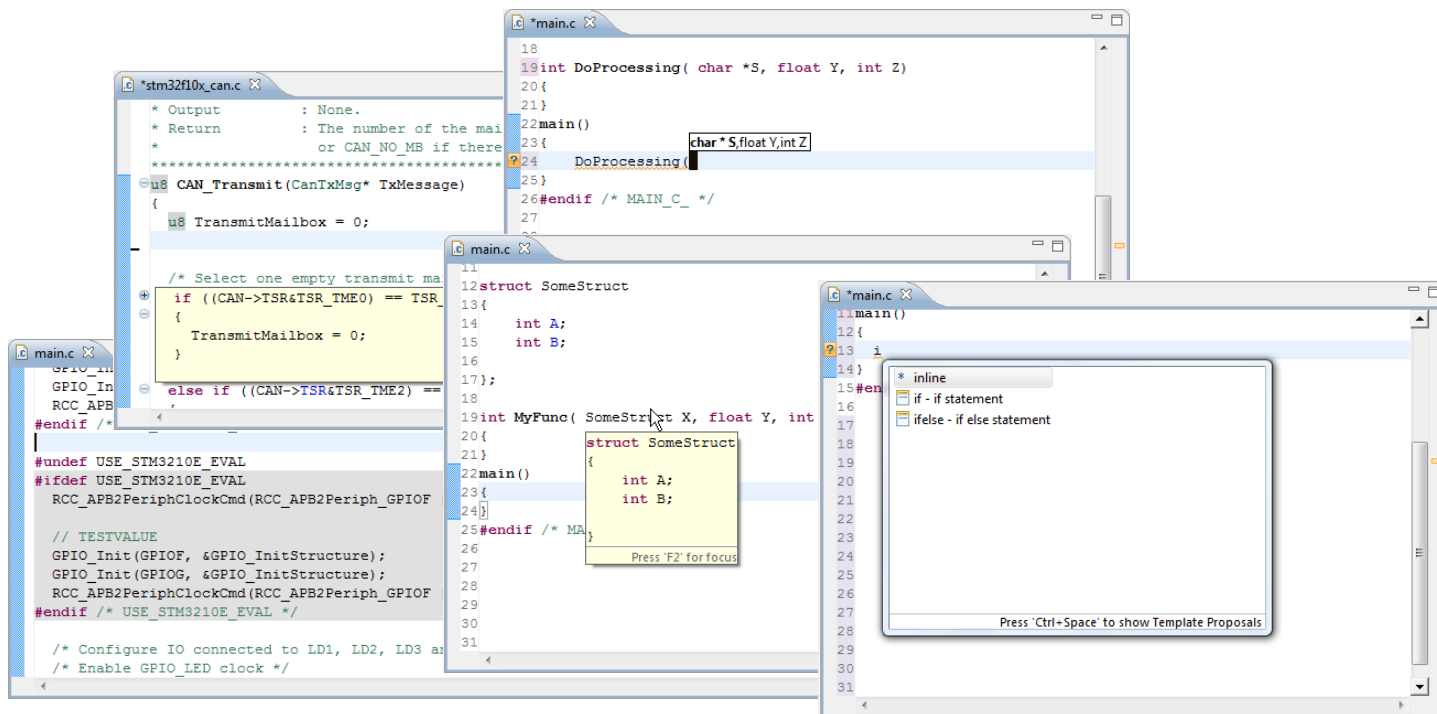 *main.c
18
19 int DoProcessing( char *S, float Y, int Z)
20 {
21 }
22 main()
23 {
char * S,float Y,int Z
24 DoProcessing(
25 }
26 #endif /* MAIN_C_ */
27
*stm32f10x_can.c
* Output : None.
* Return : The number of the mai
* or CAN_NO_MB if there
*****************************************
u8 CAN_Transmit(CanTxMsg* TxMessage)
{
u8 TransmitMailbox = 0;
/* Select one empty transmit ma
if ((CAN->TSR&TSR_TME0) == TSR_
{
TransmitMailbox = 0;
}
else if ((CAN->TSR&TSR_TME2) ==
main.c
GPIO_In
GPIO_In
RCC_APB
#endif /*
#undef USE_STM3210E_EVAL
#ifdef USE_STM3210E_EVAL
RCC_APB2PeriphClockCmd(RCC_APB2Periph_GPIOF
// TESTVALUE
GPIO_Init(GPIOF, &GPIO_InitStructure);
GPIO_Init(GPIOG, &GPIO_InitStructure);
RCC_APB2PeriphClockCmd(RCC_APB2Periph_GPIOF
#endif /* USE_STM3210E_EVAL */
/* Configure IO connected to LD1, LD2, LD3 a
/* Enable GPIO_LED clock */
main.c
11
12 struct SomeStruct
13 {
14 int A;
15 int B;
16
17 };
18
19 int MyFunc( SomeStruct X, float Y, int
20 {
21 }
22 main()
23 {
24 }
25 #endif /* MA
26
27
28
29
30
31
struct SomeStruct
{
int A;
int B;
}
Press 'F2' for focus
*main.c
11 main()
12 {
13 i
14 }
15 #en
16
17
18
19
20
21
22
23
24
25
26
27
28
29
30
31
* inline
if - if statement
ifelse - if else statement
Press 'Ctrl+Space' to show Template Proposals